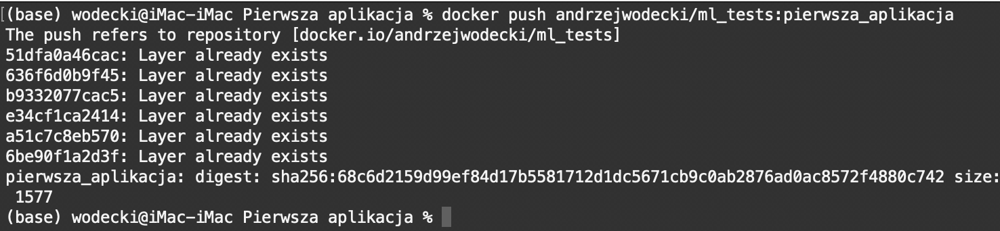 [(base) wodecki@iMac-iMac Pierwsza aplikacja % docker push andrzejwodecki/ml_tests:pierwsza_aplikacja
The push refers to repository [docker.io/andrzejwodecki/ml_tests]
51dfa0a46cac: Layer already exists
636f6d0b9f45: Layer already exists
b9332077cac5: Layer already exists
e34cf1ca2414: Layer already exists
a51c7c8eb570: Layer already exists
6be90f1a2d3f: Layer already exists
pierwsza_aplikacja: digest: sha256:68c6d2159d99ef84d17b5581712d1dc5671cb9c0ab2876ad0ac8572f4880c742 size:
1577
(base) wodecki@iMac-iMac Pierwsza aplikacja %